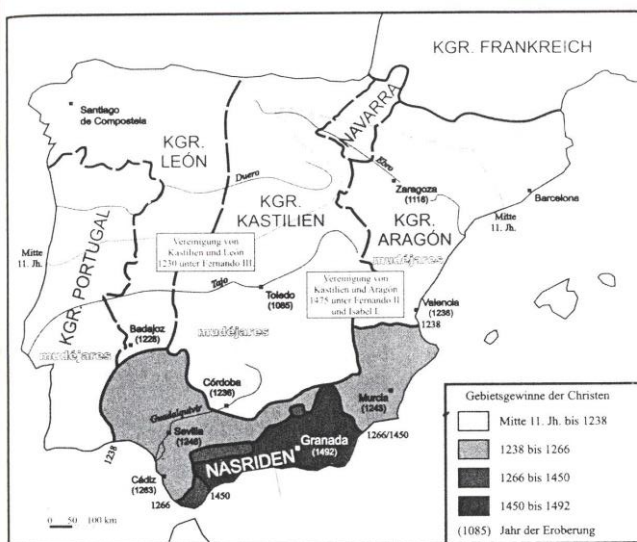 KGR. FRANKREICH
Santiago
de Compostela
NAVARRA
KGR.
LEÓN
Ebro
Duero
Zaragoza
(1118)
Barcelona
KGR.
KASTILIEN
KGR.
ARAGÓN
Mitte
11. Jh.
Mitte
11. Jh.
KGR. PORTUGAL
Vereinigung von
Kastilien und León
1230 unter Fernando III.
mudéjares
Vereinigung von
Kastilien und Aragón
1475 unter Fernando II
und Isabel I.
Tajo
Toledo
(1085)
Valencia
(1238)
1238
Badajoz
(1228)
mudéjares
mudéjares
Córdoba
(1236)
Murcia
(1243)
Guadalquivir
Sevilla
(1248)
Granada
(1492)
NASRIDEN
1266/1450
1238
Cádiz
(1263)
1266
1450
0 50 100 km
Gebietsgewinne der Christen
Mitte 11. Jh. bis 1238
1238 bis 1266
1266 bis 1450
1450 bis 1492
(1085) Jahr der Eroberung